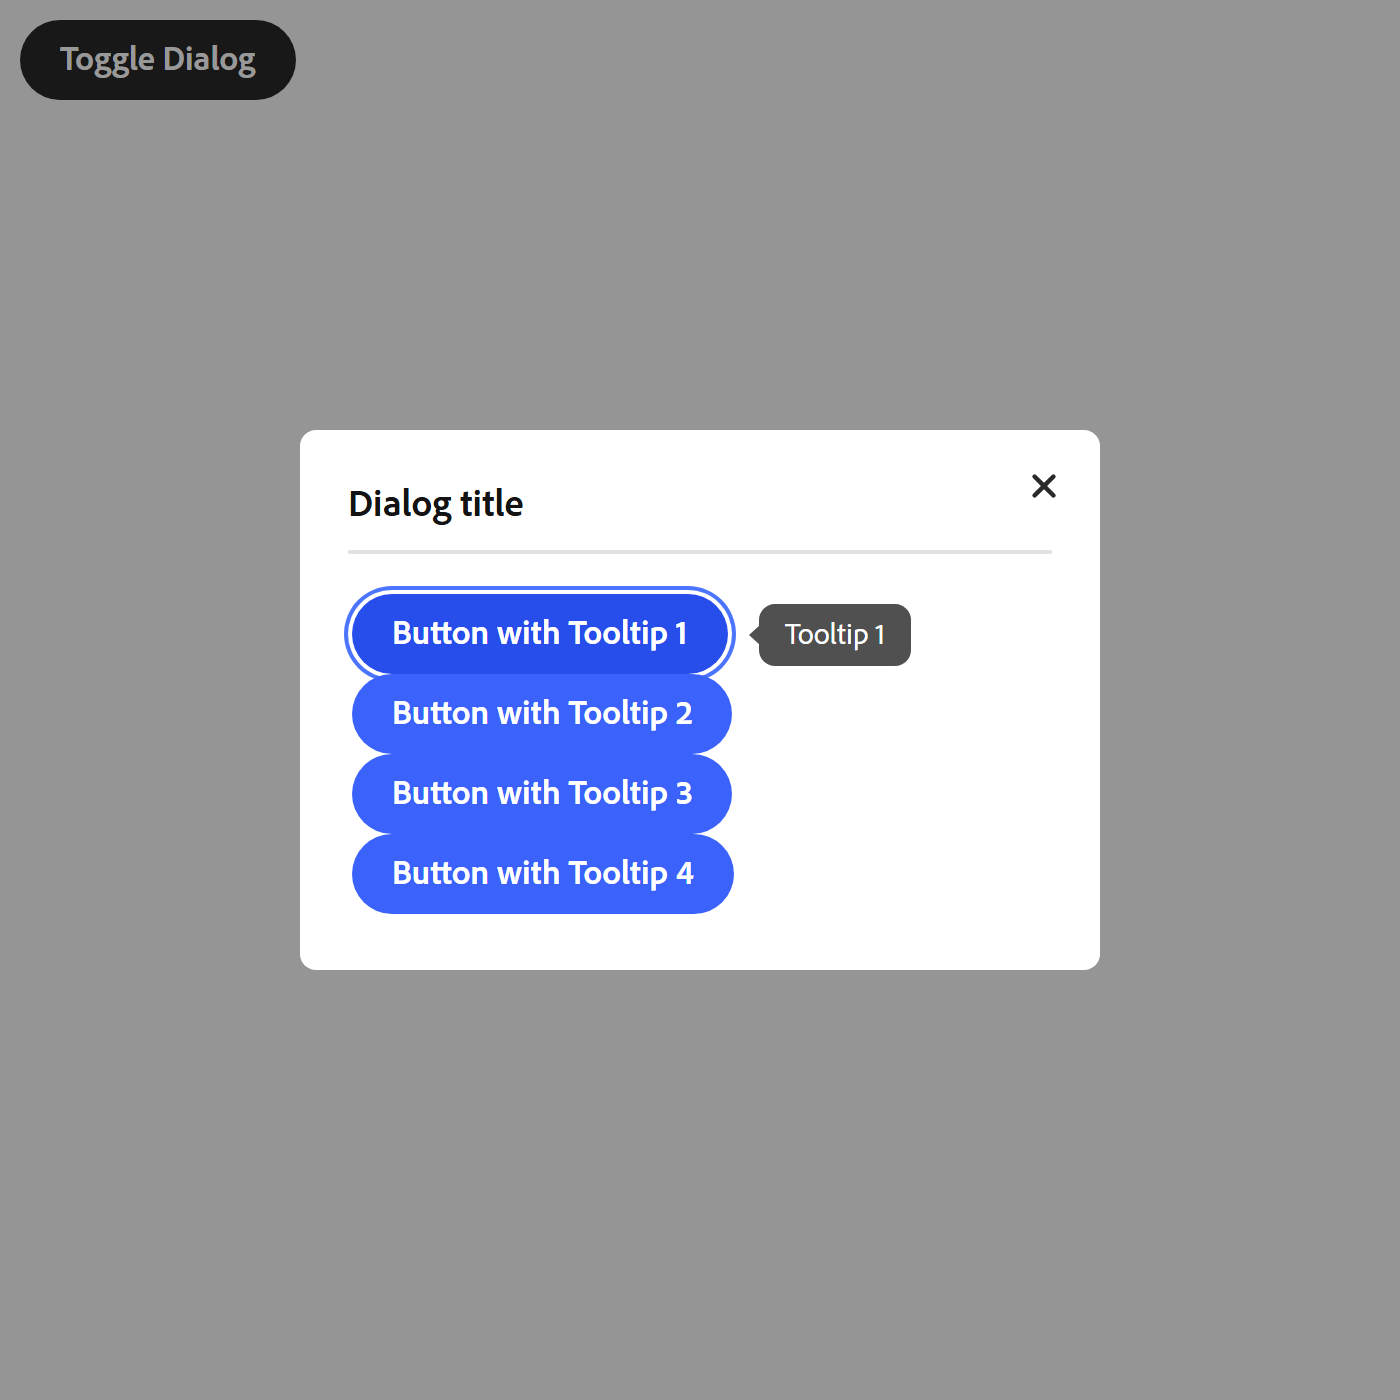 Toggle Dialog
Dialog title
Button with Tooltip 1
Tooltip 1
Button with Tooltip 2
Button with Tooltip 3
Button with Tooltip 4